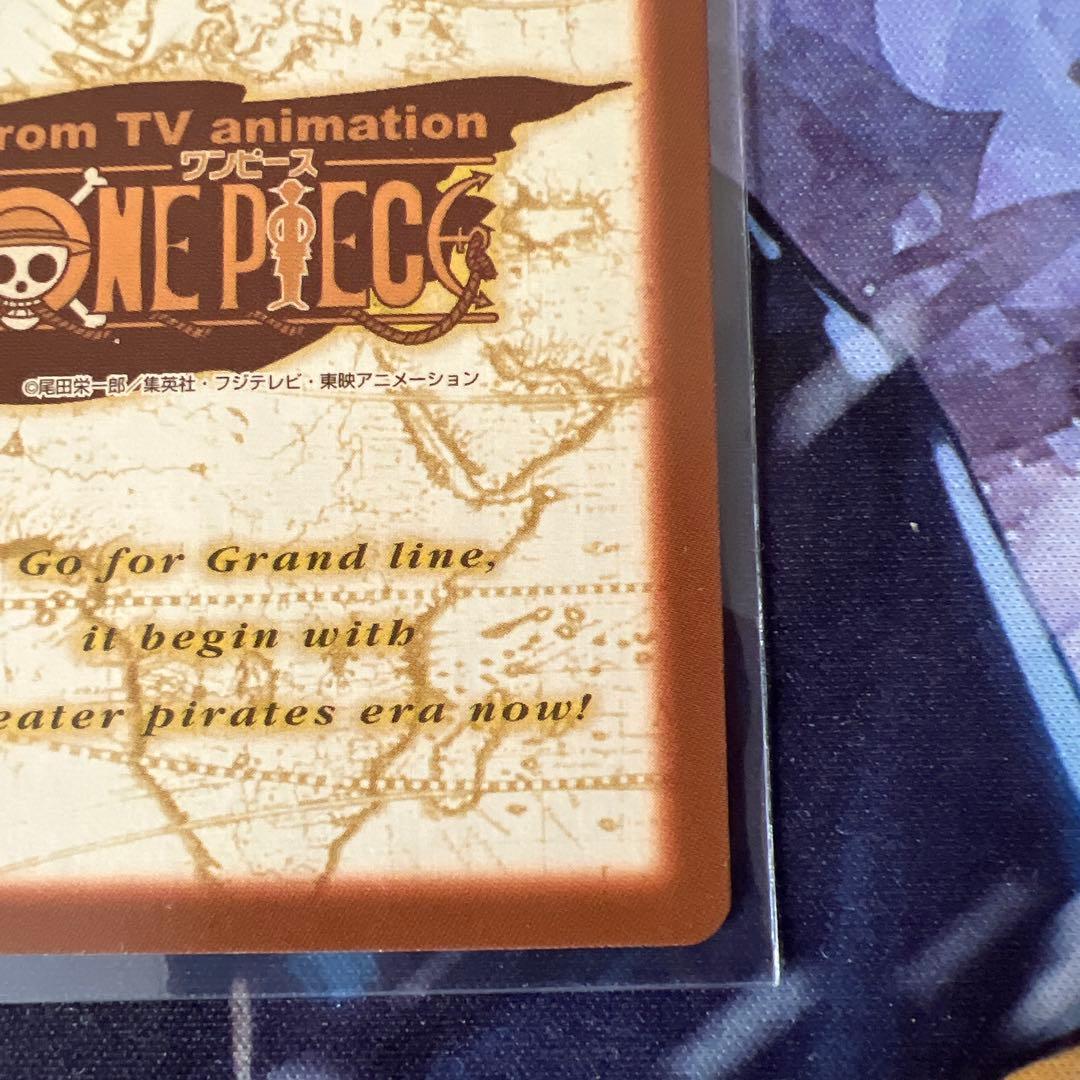 rom TV animation
ワンピース
ONE PIECE
©尾田栄一郎／集英社・フジテレビ・東映アニメーション
Go for Grand line,
it begin with
eater pirates era now!